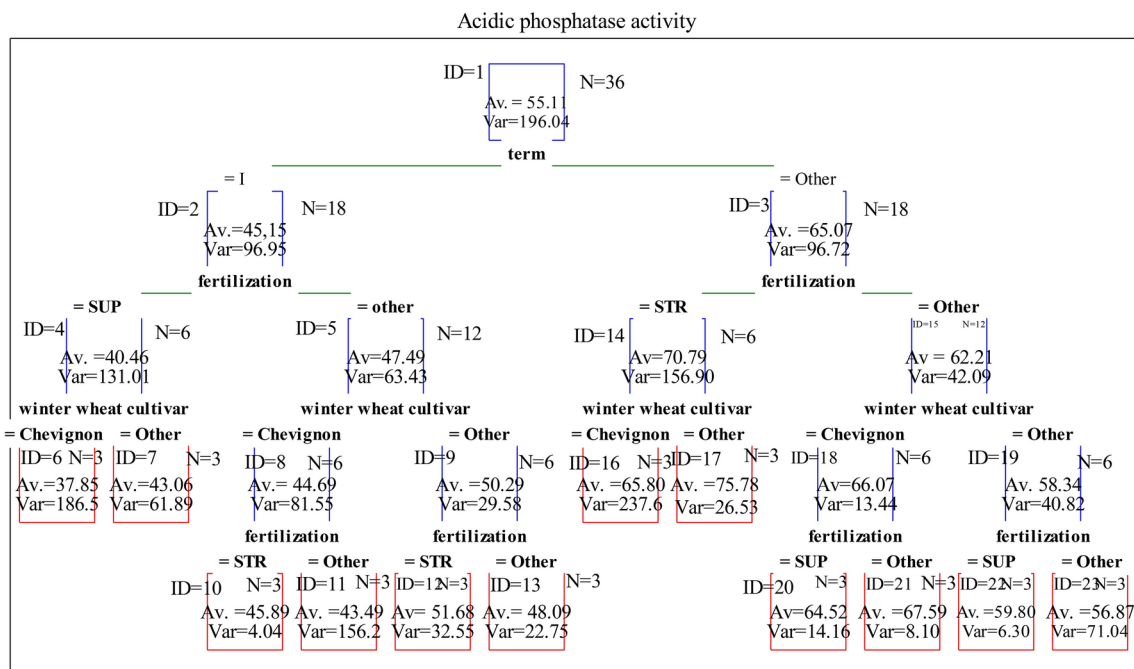 Acidic phosphatase activity
ID=1 N=36
Av. = 55.11
Var=196.04
term
= I = Other
ID=2 N=18 ID=3 N=18
Av.=45,15 Av. =65.07
Var=96.95 Var=96.72
fertilization fertilization
= SUP = other = STR = Other
ID=4 N=6 ID=5 N=12 ID=14 N=6 ID=15 N=12
Av. =40.46 Av=47.49 Av=70.79 Av = 62.21
Var=131.01 Var=63.43 Var=156.90 Var=42.09
winter wheat cultivar winter wheat cultivar winter wheat cultivar winter wheat cultivar
= Chevignon = Other = Chevignon = Other = Chevignon = Other = Chevignon = Other
ID=6 N=3 ID=7 N=3 ID=8 N=6 ID=9 N=6 ID=16 N=3 ID=17 N=3 ID=18 N=6 ID=19 N=6
Av.=37.85 Av.=43.06 Av.= 44.69 Av.=50.29 Av.=65.80 Av.=75.78 Av=66.07 Av. 58.34
Var=186.5 Var=61.89 Var=81.55 Var=29.58 Var=237.6 Var=26.53 Var=13.44 Var=40.82
fertilization fertilization fertilization fertilization
= STR = Other = STR = Other = SUP = Other = SUP = Other
ID=10 N=3 ID=11 N=3 ID=12 N=3 ID=13 N=3 ID=20 N=3 ID=21 N=3 ID=22 N=3 ID=23 N=3
Av. =45.89 Av. =43.49 Av. = 51.68 Av. = 48.09 Av=64.52 Av. =67.59 Av. =59.80 Av. =56.87
Var=4.04 Var=156.2 Var=32.55 Var=22.75 Var=14.16 Var=8.10 Var=6.30 Var=71.04